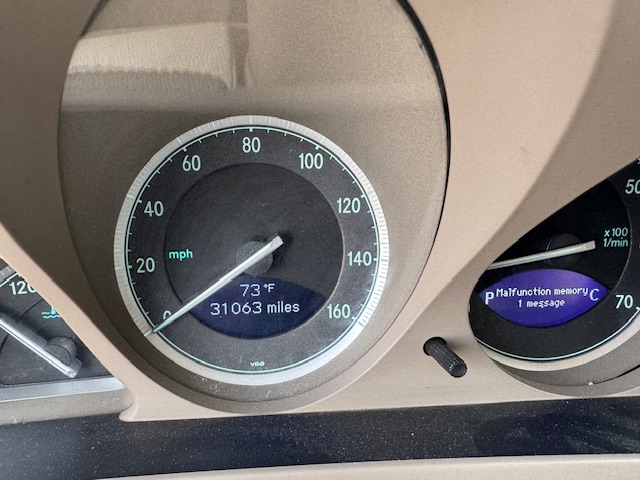 80
60
100
40
120
mph
20
140
73°F
0
31063 miles
160
VDO
120
50
x100
1/min
Malfunction memory
P
C
1 message
70